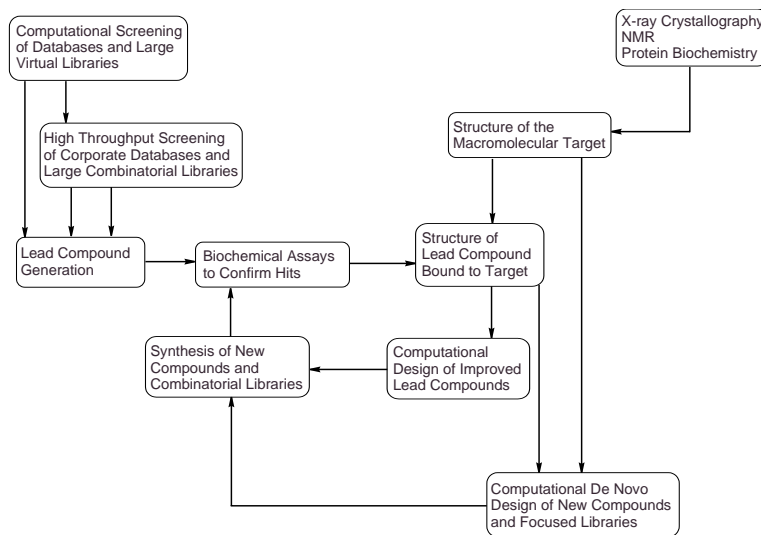 Computational Screening
of Databases and Large
Virtual Libraries
X-ray Crystallography
NMR
Protein Biochemistry
High Throughput Screening
of Corporate Databases and
Large Combinatorial Libraries
Structure of the
Macromolecular Target
Lead Compound
Generation
Biochemical Assays
to Confirm Hits
Structure of
Lead Compound
Bound to Target
Synthesis of New
Compounds and
Combinatorial Libraries
Computational
Design of Improved
Lead Compounds
Computational De Novo
Design of New Compounds
and Focused Libraries